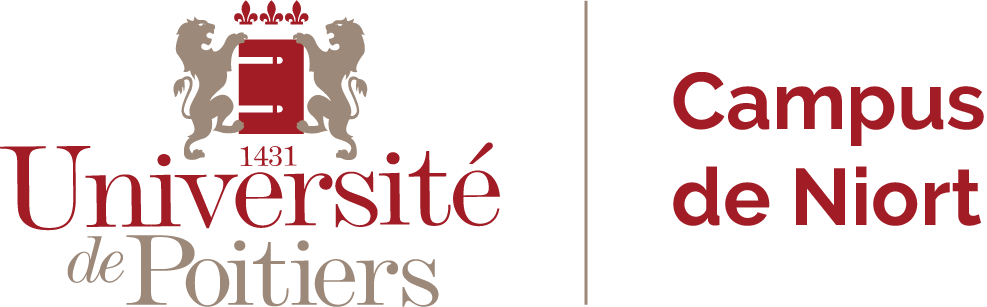 1431
Université
de Poitiers
Campus
de Niort